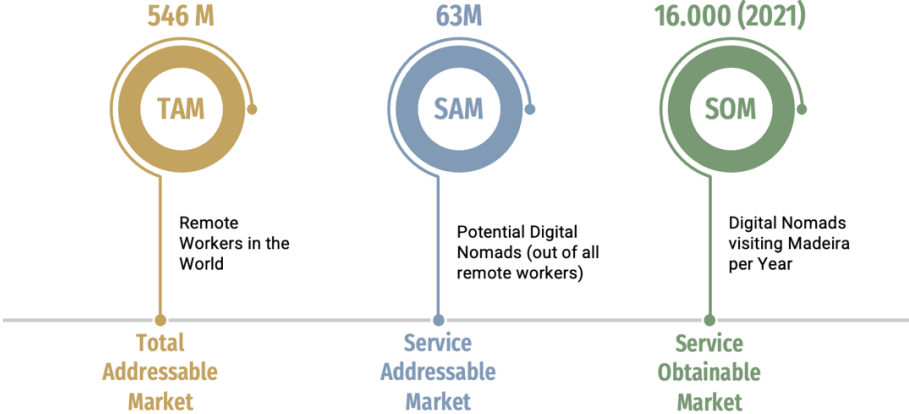 546 M
TAM
Remote
Workers in the
World
Total
Addressable
Market
63M
SAM
Potential Digital
Nomads (out of all
remote workers)
Service
Addressable
Market
16.000 (2021)
SOM
Digital Nomads
visiting Madeira
per Year
Service
Obtainable
Market